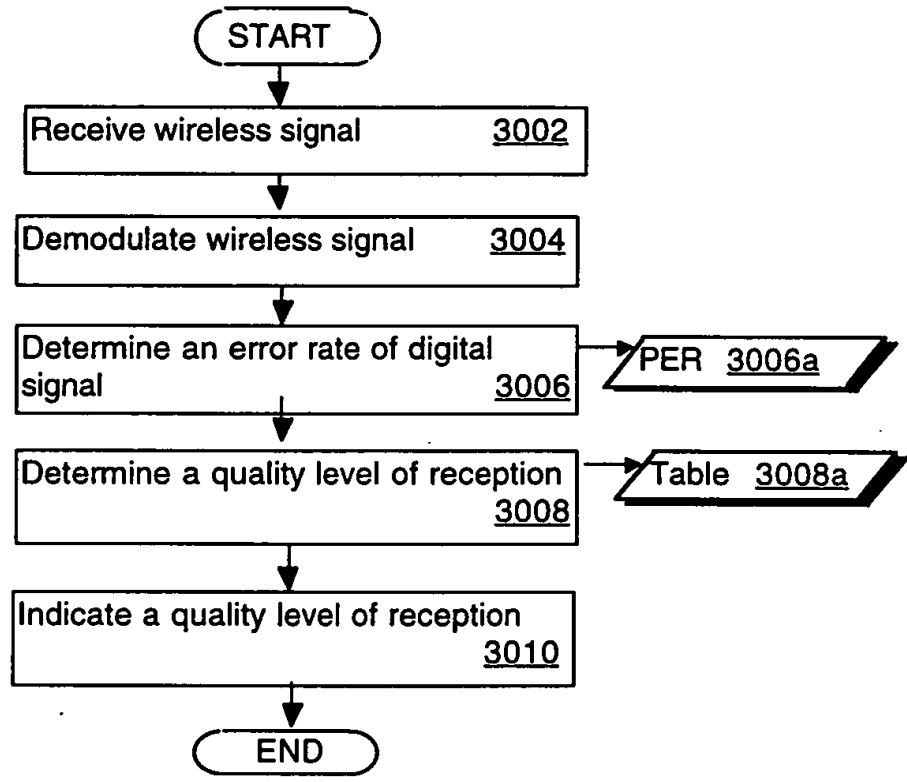 START
Receive wireless signal 3002
Demodulate wireless signal 3004
Determine an error rate of digital
signal 3006
PER 3006a
Determine a quality level of reception
3008
Table 3008a
Indicate a quality level of reception
3010
END